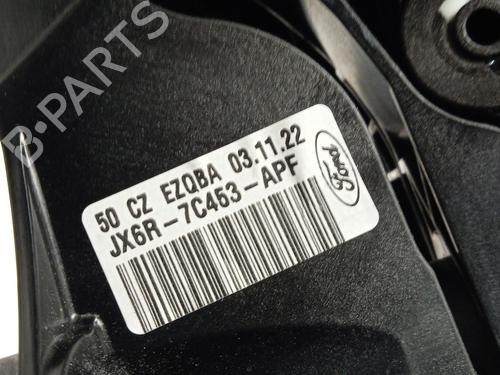 B-PARTS
50 CZ EZQBA 03.11.22
JX6R-7C453-APF
Ford